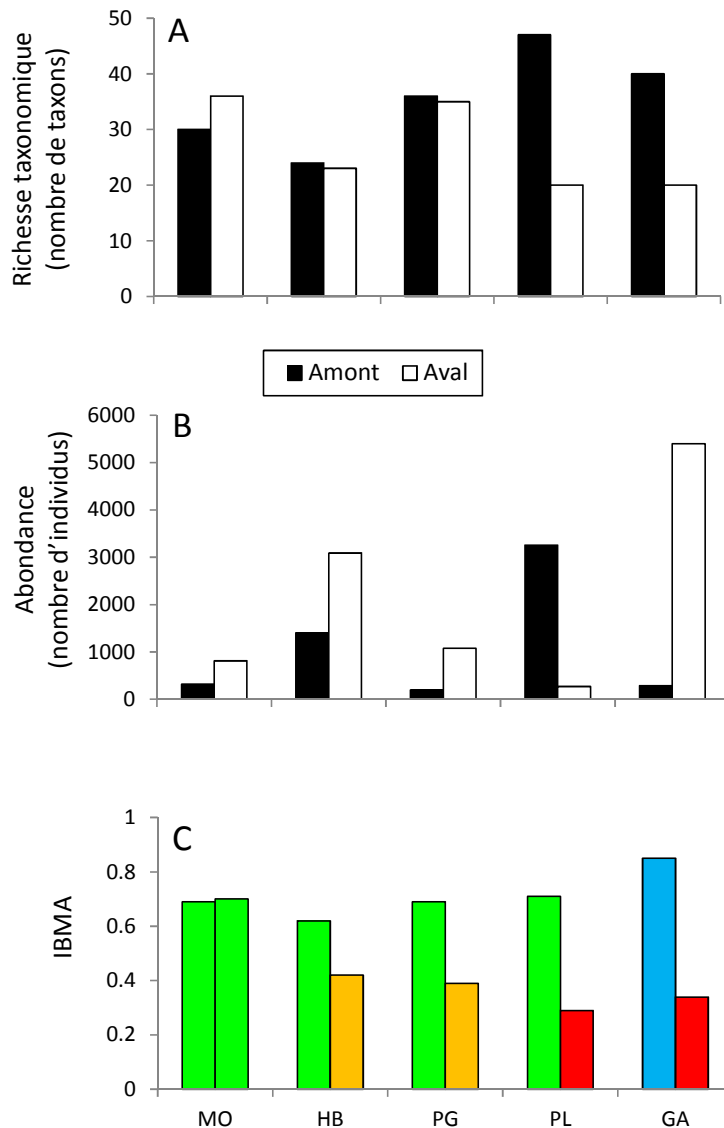 A
Richesse taxonomique
(nombre de taxons)
50
40
30
20
10
0
Amont Aval
B
Abondance
(nombre d'individus)
6000
5000
4000
3000
2000
1000
0
C
IBMA
1
0.8
0.6
0.4
0.2
0
MO HB PG PL GA